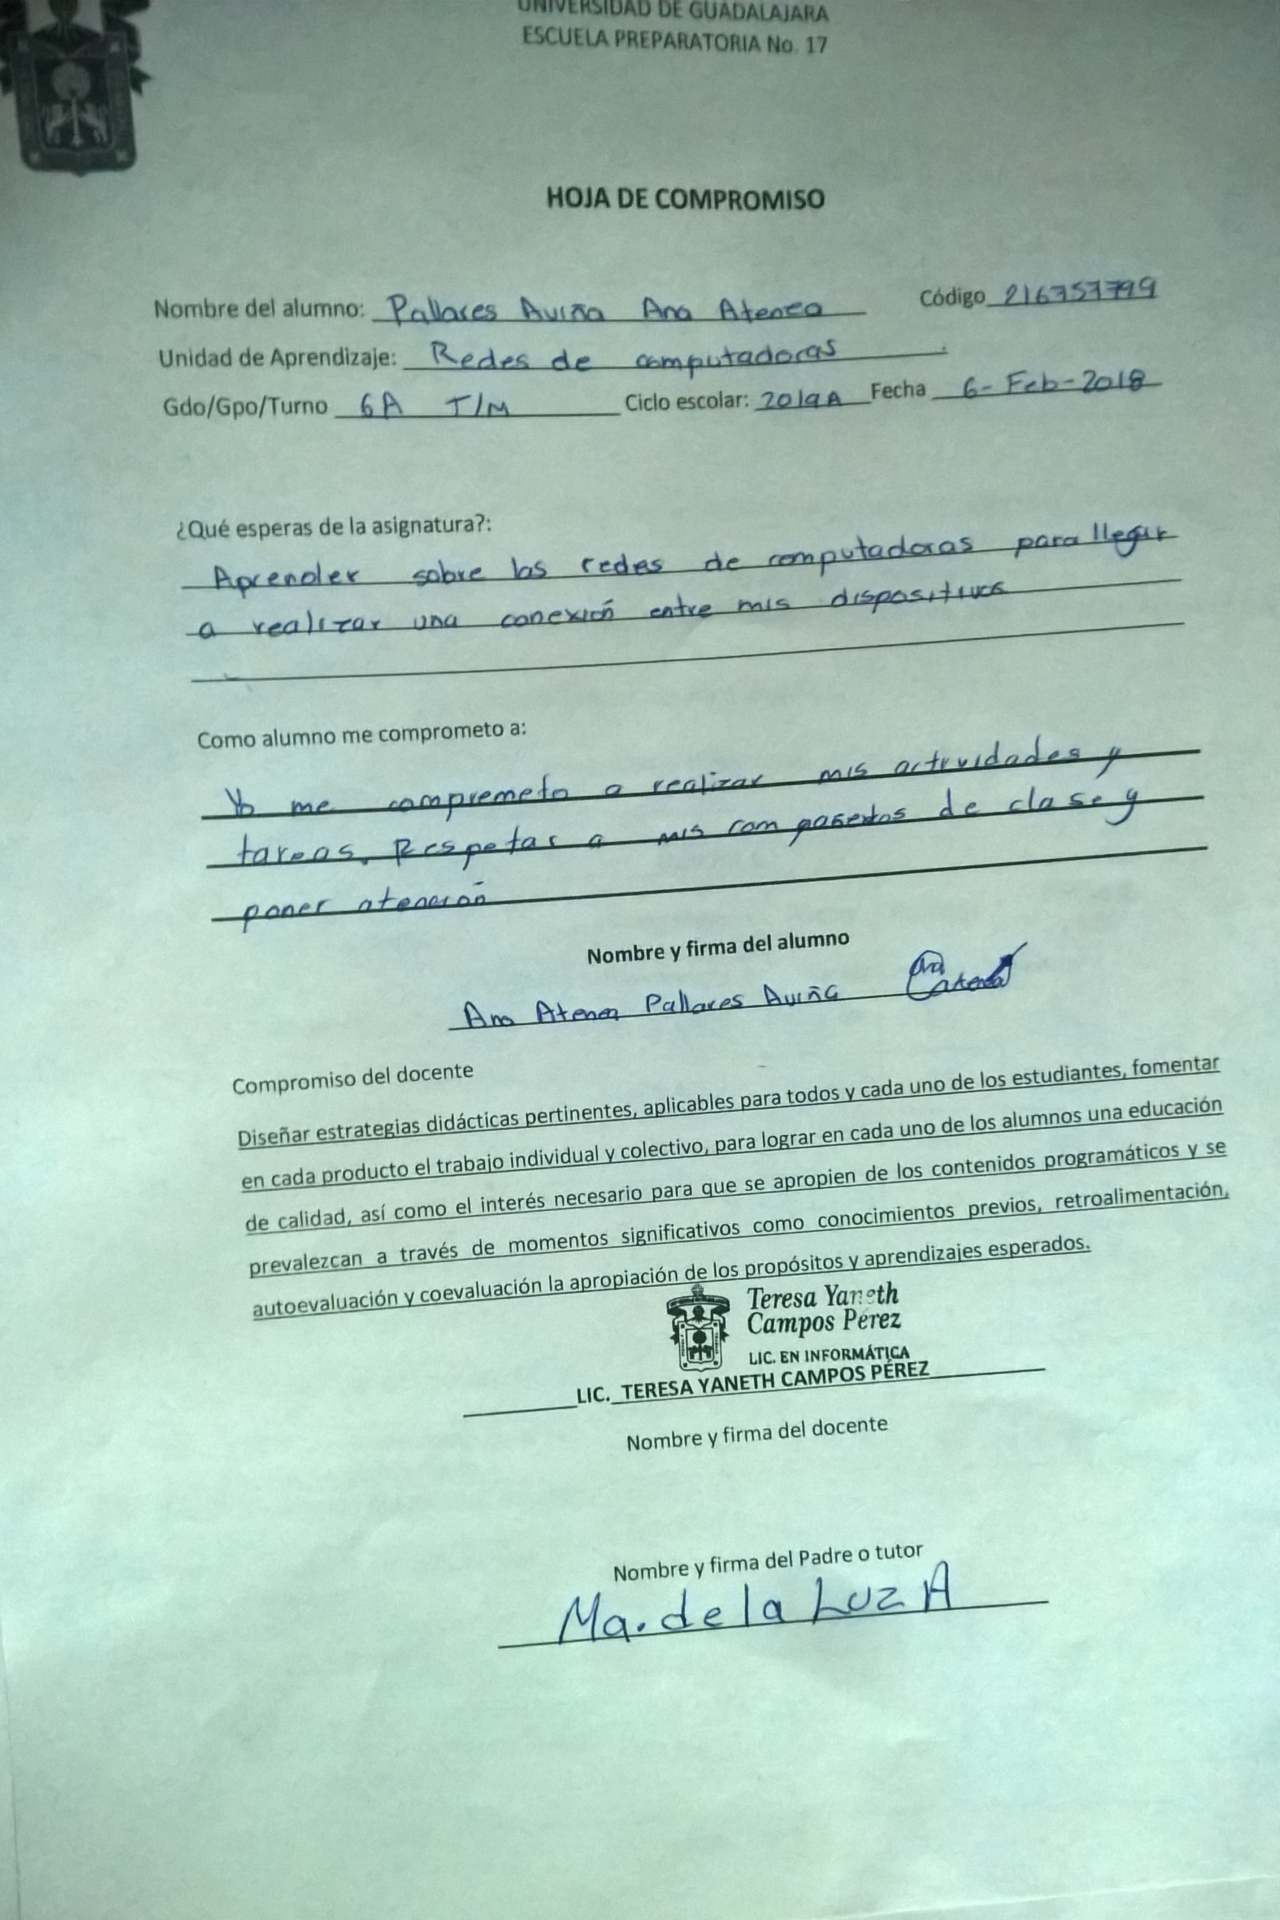 UNIVERSIDAD DE GUADALAJARA
ESCUELA PREPARATORIA No. 17
HOJA DE COMPROMISO
Nombre del alumno: Pallares Aviña Ana Atenea Código 216757799
Unidad de Aprendizaje: Redes de computadoras
Gdo/Gpo/Turno 6A T/M Ciclo escolar: 2019A Fecha 6-Feb-2018
¿Qué esperas de la asignatura?:
Aprender sobre las redes de computadoras para llegar
a realizar una conexión entre mis dispositivos
Como alumno me comprometo a:
Yo me comprometo a realizar mis actividades y
tareas. Respetar a mis compañeros de clase y
poner atención
Nombre y firma del alumno
Ana Atenea Pallares Aviña Ana
Atenea
Compromiso del docente
Diseñar estrategias didácticas pertinentes, aplicables para todos y cada uno de los estudiantes, fomentar
en cada producto el trabajo individual y colectivo, para lograr en cada uno de los alumnos una educación
de calidad, así como el interés necesario para que se apropien de los contenidos programáticos y se
prevalezcan a través de momentos significativos como conocimientos previos, retroalimentación,
autoevaluación y coevaluación la apropiación de los propósitos y aprendizajes esperados.
Teresa Yaneth
Campos Pérez
LIC. EN INFORMÁTICA
LIC. TERESA YANETH CAMPOS PÉREZ
Nombre y firma del docente
Nombre y firma del Padre o tutor
Ma. de la Luz A